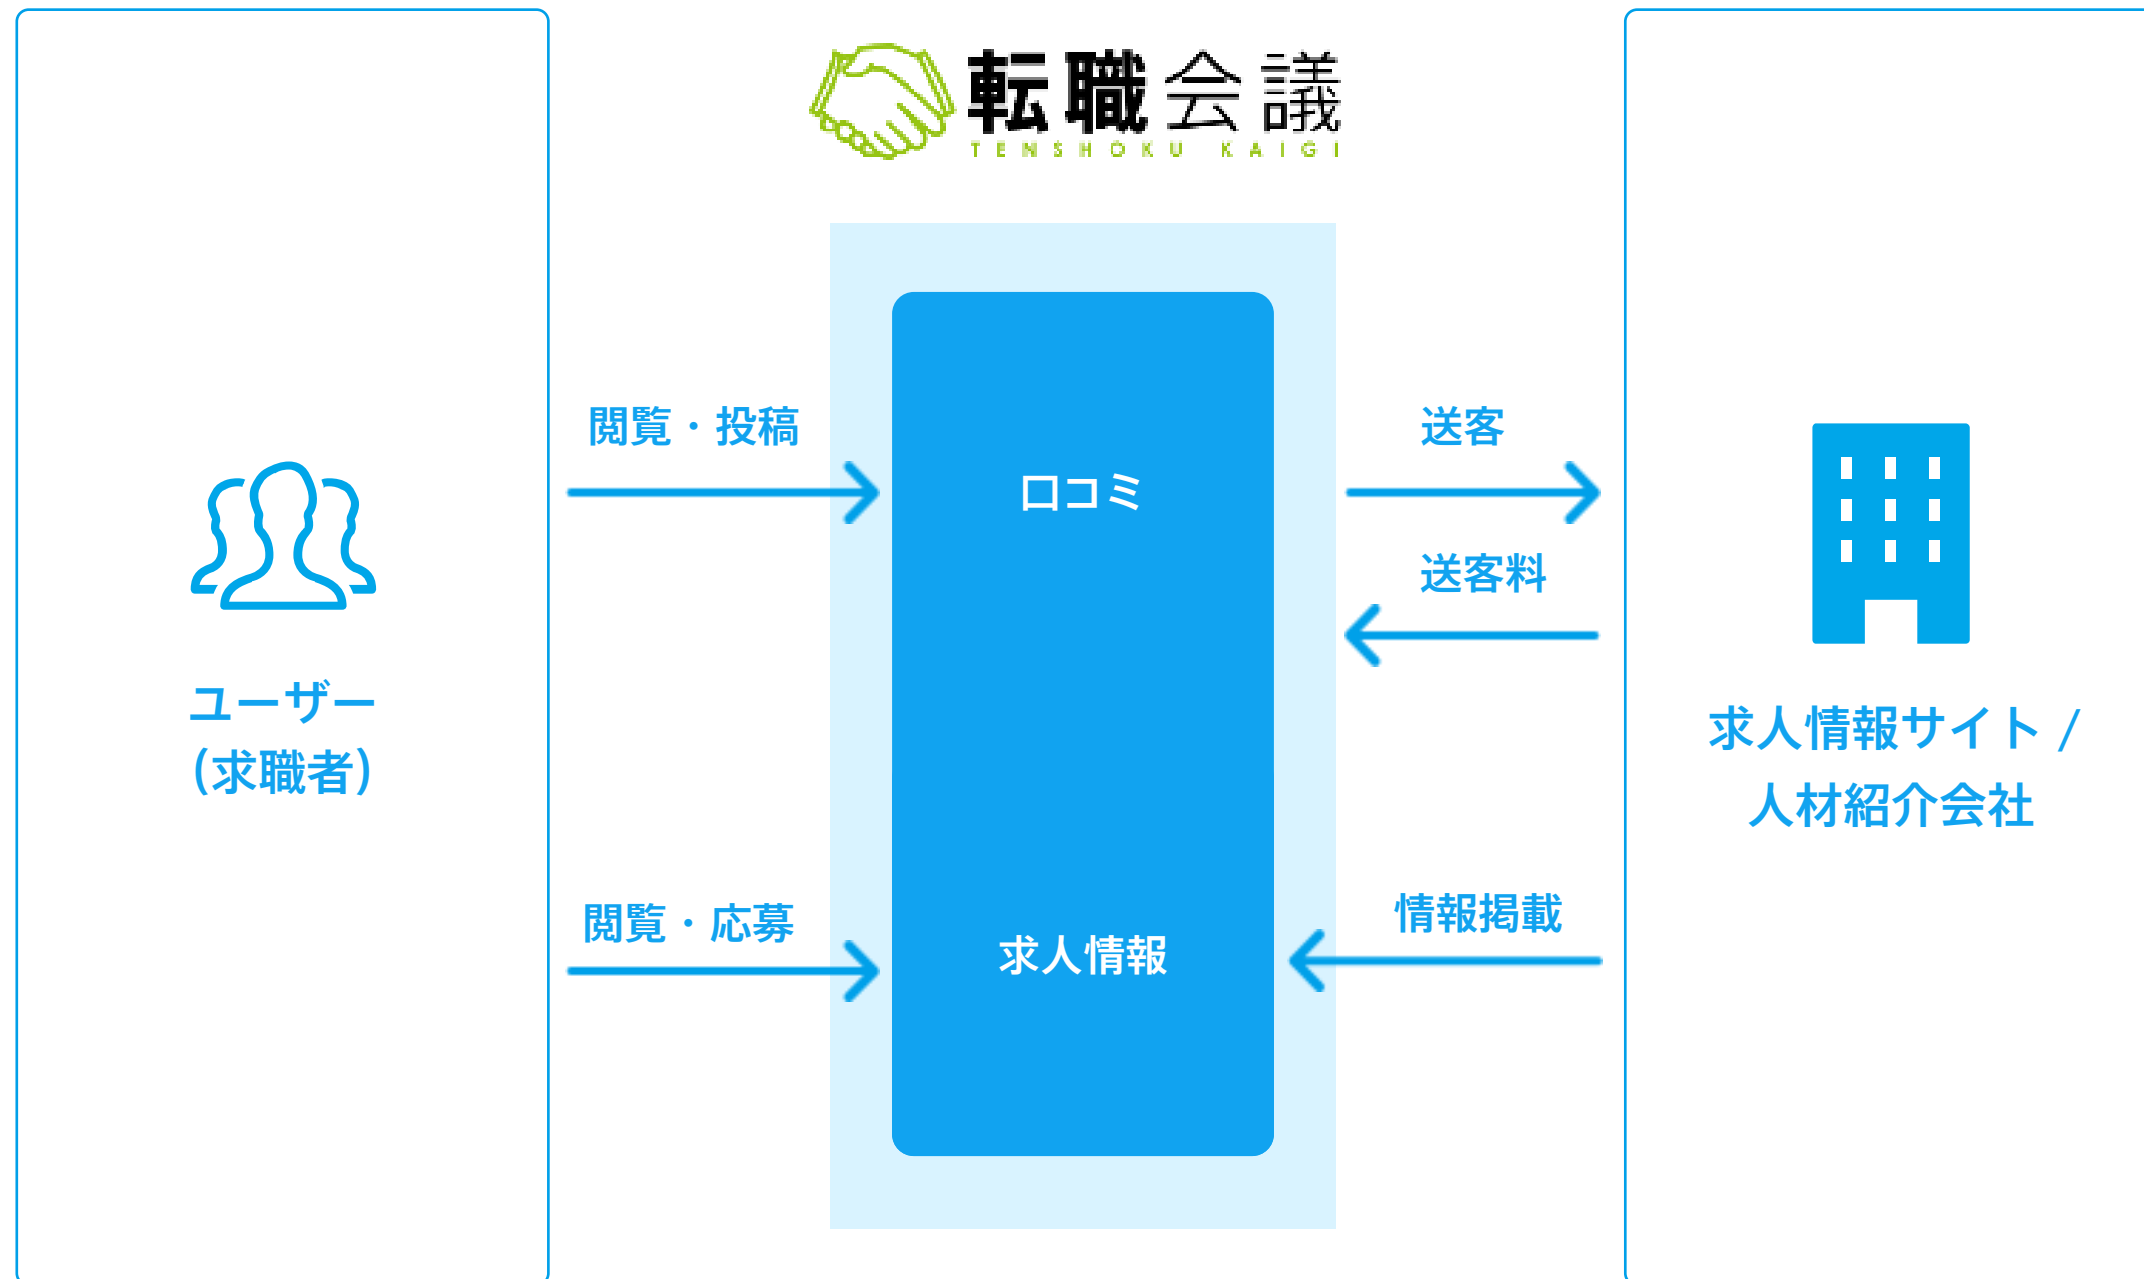 転職会議
TENSHOKU KAIGI
閲覧・投稿
口コミ
送客
送客料
ユーザー
(求職者)
求人情報サイト /
人材紹介会社
閲覧・応募
求人情報
情報掲載